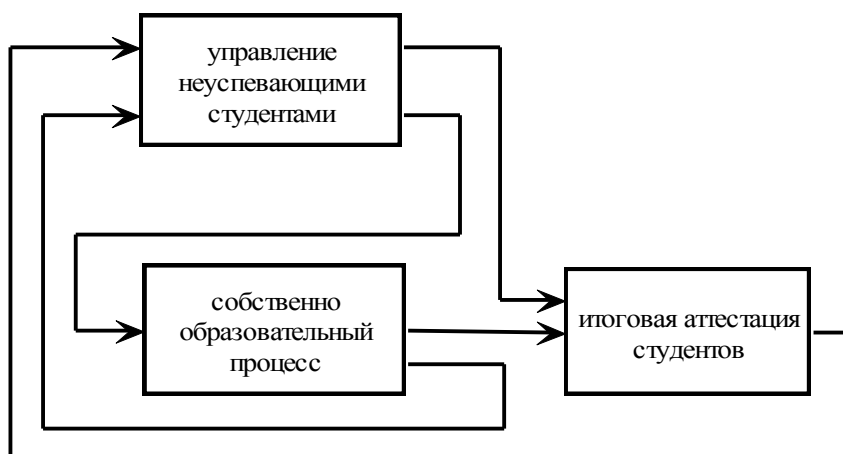 управление
неуспевающими
студентами
собственно
образовательный
процесс
итоговая аттестация
студентов